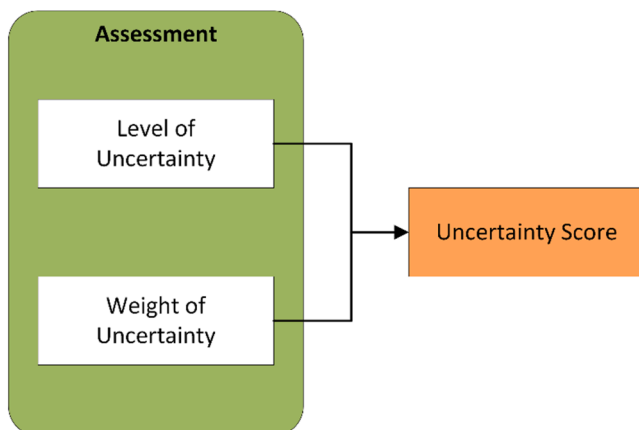 Assessment
Level of
Uncertainty
Uncertainty Score
Weight of
Uncertainty